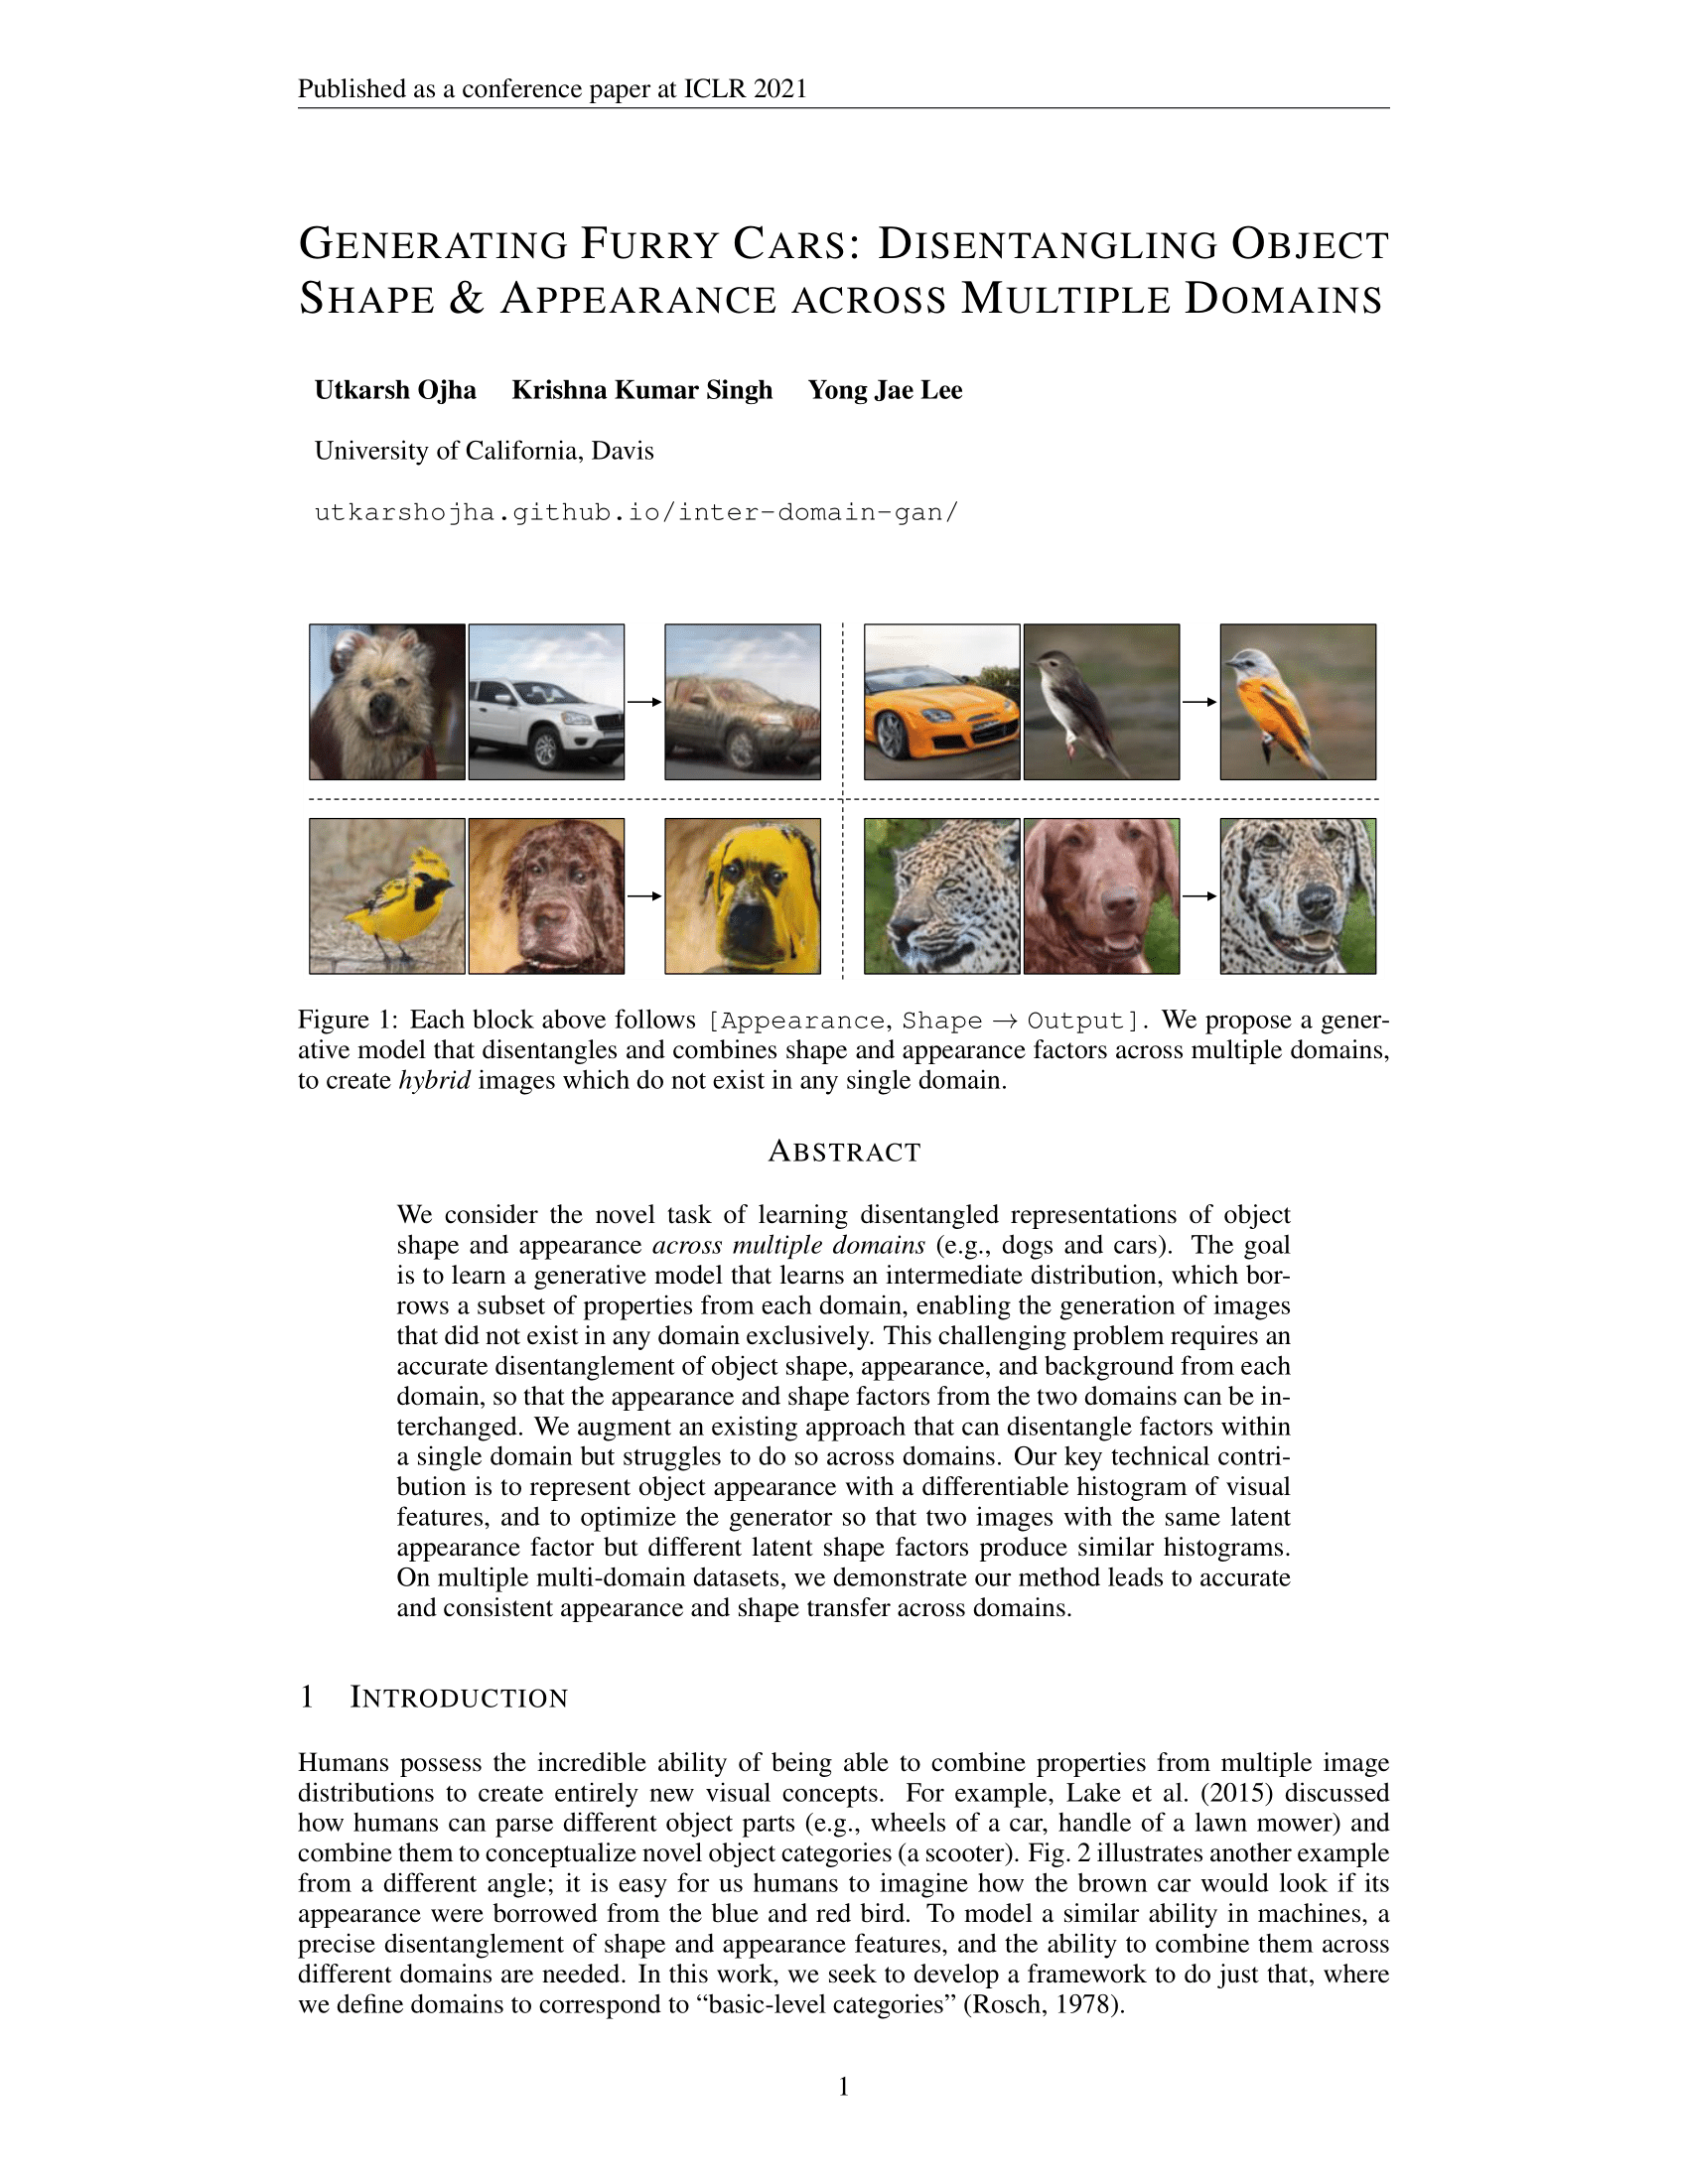 Published as a conference paper at ICLR 2021
GENERATING FURRY CARS: DISENTANGLING OBJECT
SHAPE & APPEARANCE ACROSS MULTIPLE DOMAINS
Utkarsh Ojha Krishna Kumar Singh Yong Jae Lee
University of California, Davis
utkarshojha.github.io/inter-domain-gan/
Figure 1: Each block above follows [Appearance, Shape → Output]. We propose a gener-
ative model that disentangles and combines shape and appearance factors across multiple domains,
to create hybrid images which do not exist in any single domain.
ABSTRACT
We consider the novel task of learning disentangled representations of object
shape and appearance across multiple domains (e.g., dogs and cars). The goal
is to learn a generative model that learns an intermediate distribution, which bor-
rows a subset of properties from each domain, enabling the generation of images
that did not exist in any domain exclusively. This challenging problem requires an
accurate disentanglement of object shape, appearance, and background from each
domain, so that the appearance and shape factors from the two domains can be in-
terchanged. We augment an existing approach that can disentangle factors within
a single domain but struggles to do so across domains. Our key technical contri-
bution is to represent object appearance with a differentiable histogram of visual
features, and to optimize the generator so that two images with the same latent
appearance factor but different latent shape factors produce similar histograms.
On multiple multi-domain datasets, we demonstrate our method leads to accurate
and consistent appearance and shape transfer across domains.
1 INTRODUCTION
Humans possess the incredible ability of being able to combine properties from multiple image
distributions to create entirely new visual concepts. For example, Lake et al. (2015) discussed
how humans can parse different object parts (e.g., wheels of a car, handle of a lawn mower) and
combine them to conceptualize novel object categories (a scooter). Fig. 2 illustrates another example
from a different angle; it is easy for us humans to imagine how the brown car would look if its
appearance were borrowed from the blue and red bird. To model a similar ability in machines, a
precise disentanglement of shape and appearance features, and the ability to combine them across
different domains are needed. In this work, we seek to develop a framework to do just that, where
we define domains to correspond to “basic-level categories” (Rosch, 1978).
1